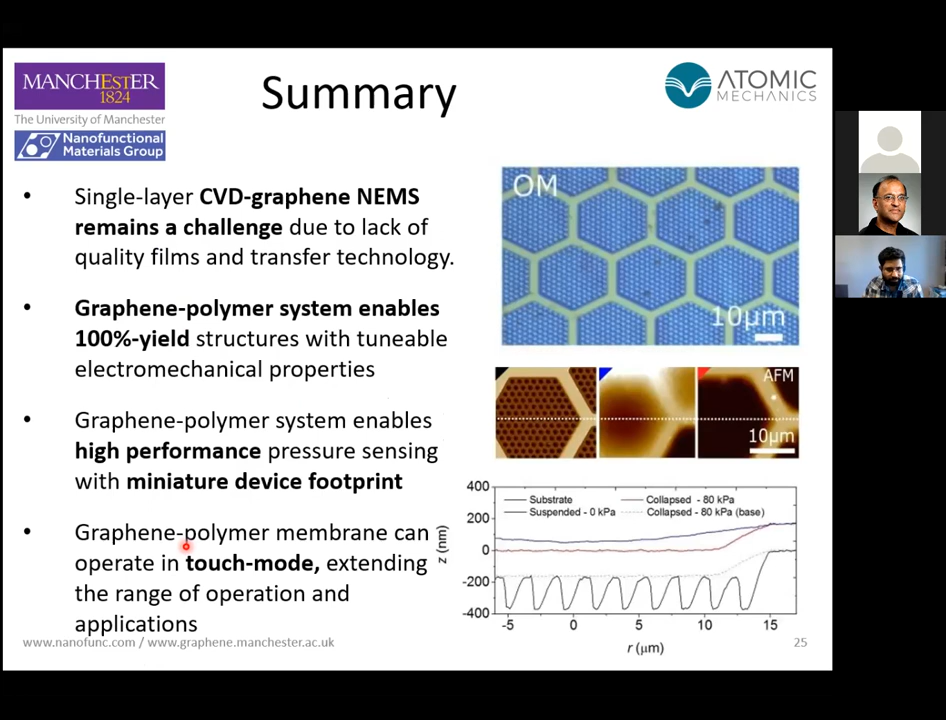 MANCHESTER
1824
The University of Manchester
Nanofunctional
Materials Group
Summary
ATOMIC
MECHANICS
• Single-layer CVD-graphene NEMS
remains a challenge due to lack of
quality films and transfer technology.
• Graphene-polymer system enables
100%-yield structures with tuneable
electromechanical properties
• Graphene-polymer system enables
high performance pressure sensing
with miniature device footprint
• Graphene-polymer membrane can
operate in touch-mode, extending
the range of operation and
applications
OM
10μm
AFM
10μm
400
200
0
-200
-400
z (nm)
Substrate
Suspended - 0 kPa
Collapsed - 80 kPa
Collapsed - 80 kPa (base)
-5 0 5 10 15
r (μm)
www.nanofunc.com / www.graphene.manchester.ac.uk
25